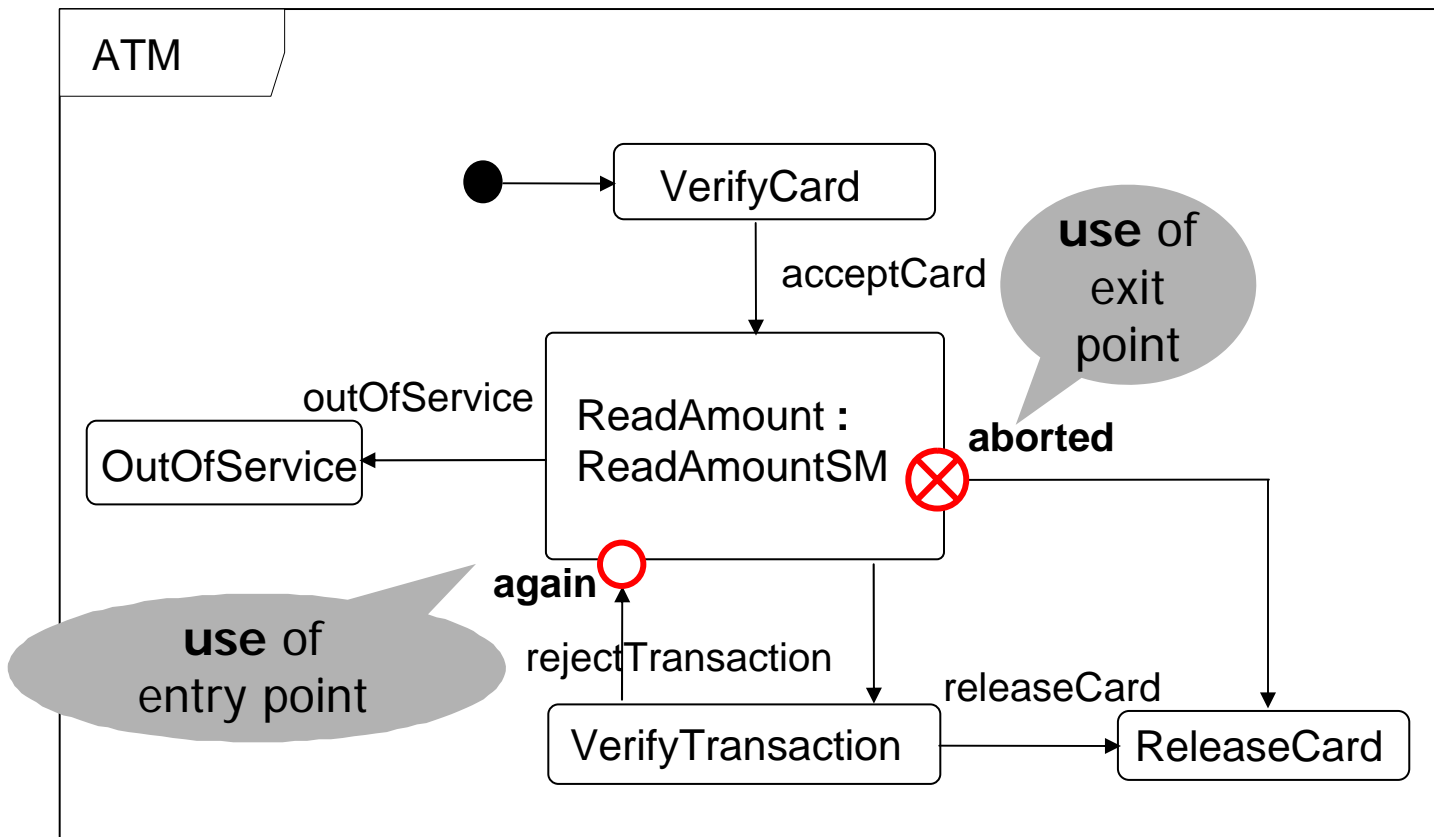 ATM
VerifyCard
use of
exit
point
acceptCard
outOfService
ReadAmount :
ReadAmountSM
aborted
OutOfService
again
use of
entry point
rejectTransaction
releaseCard
VerifyTransaction
ReleaseCard